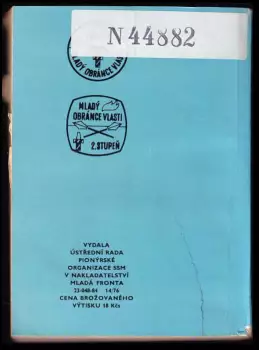 N 44882
MLADÝ OBRÁNCE VLASTI
MLADÝ
OBRÁNCE VLASTI
2.STUPEŇ
VYDALA
ÚSTŘEDNÍ RADA
PIONÝRSKÉ
ORGANIZACE SSM
V NAKLADATELSTVÍ
MLADÁ FRONTA
23-046-84 14/76
CENA BROŽOVANÉHO
VÝTISKU 18 Kčs